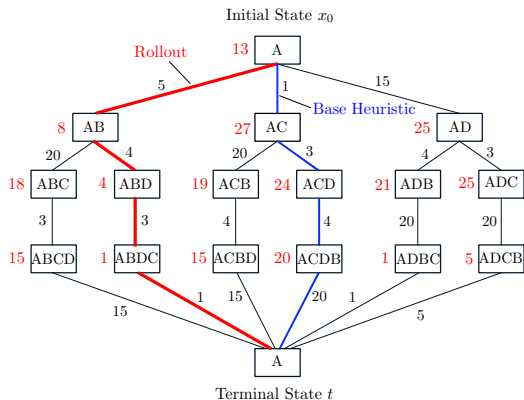 Initial State x₀
13 A
Rollout
5 1 15
Base Heuristic
8 AB 27 AC 25 AD
20 4 20 3 4 3
18 ABC 4 ABD 19 ACB 24 ACD 21 ADB 25 ADC
3 3 4 4 20 20
15 ABCD 1 ABDC 15 ACBD 20 ACDB 1 ADBC 5 ADCB
15 1 15 20 1 5
A
Terminal State t